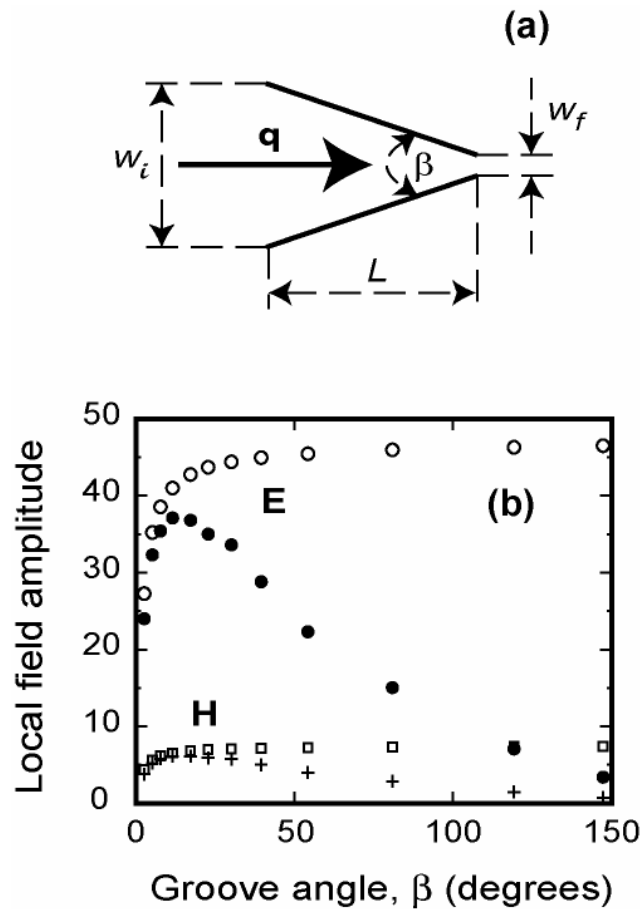 (a)
w_f
q
w_i
β
L
50
40
E
(b)
30
20
H
10
0
0 50 100 150
Local field amplitude
Groove angle, β (degrees)